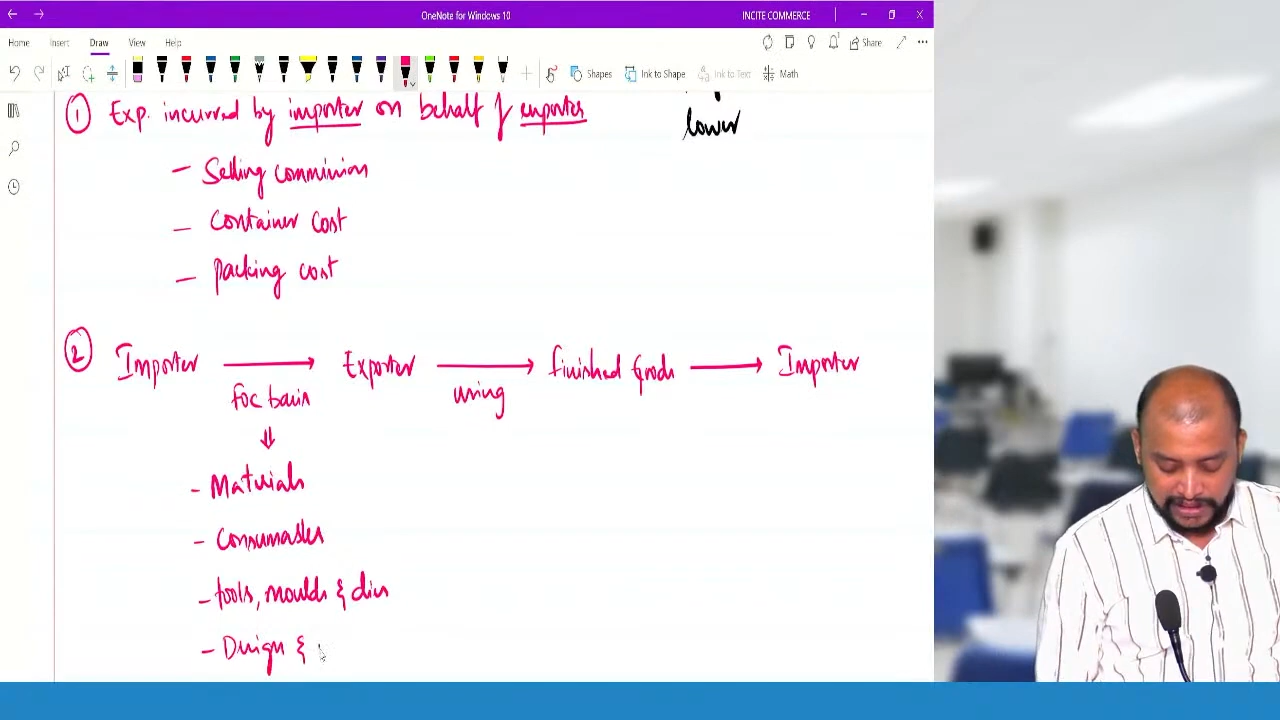 OneNote for Windows 10
INCITE COMMERCE
Home Insert Draw View Help
Share
Shapes Ink to Shape Ink to Text Math
① Exp. incurred by importer on behalf of exporter
lower
- Selling commission
- Container cost
- Packing cost
② Importer → Exporter → finished goods → Importer
foc basis using
⇓
- Materials
- Consumables
- tools, moulds & dies
- Design &